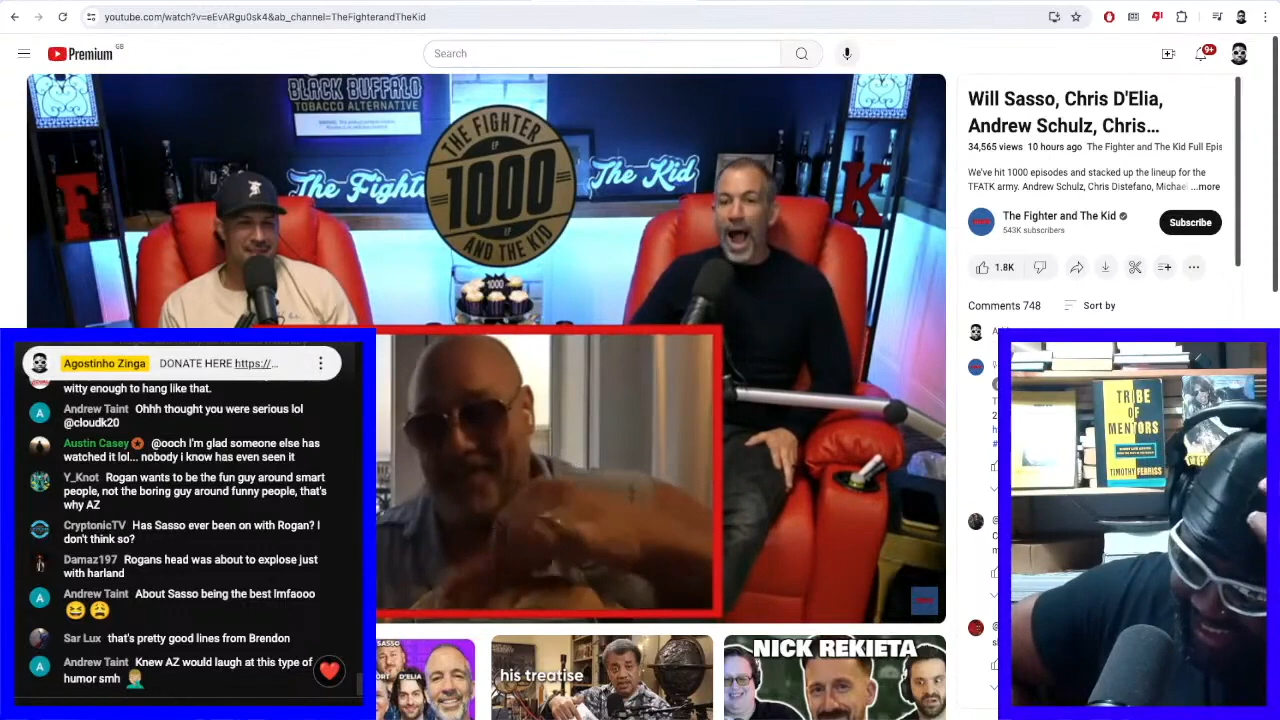 youtube.com/watch?v=eEvARgu0sk4&ab_channel=TheFighterandTheKid
Premium
GB
Search
9+
BLACK BUFFALO
TOBACCO ALTERNATIVE
THE FIGHTER
EP
1000
EP
AND THE KID
The Fighte
The Kid
F
K
1000
Will Sasso, Chris D'Elia,
Andrew Schulz, Chris...
34,565 views 10 hours ago The Fighter and The Kid Full Epis
We've hit 1000 episodes and stacked up the lineup for the
TFATK army. Andrew Schulz, Chris Distefano, Michae ...more
The Fighter and The Kid
543K subscribers
Subscribe
1.8K
Comments 748
Sort by
Agostinho Zinga DONATE HERE https://...
witty enough to hang like that.
A
Andrew Taint Ohhh thought you were serious lol
@cloudk20
Austin Casey @ooch I'm glad someone else has
watched it lol... nobody i know has even seen it
Y_Knot Rogan wants to be the fun guy around smart
people, not the boring guy around funny people, that's
why AZ
CryptonicTV Has Sasso ever been on with Rogan? I
don't think so?
Damaz197 Rogans head was about to explose just
with harland
A
Andrew Taint About Sasso being the best lmfaooo
😆😩
Sar Lux that's pretty good lines from Brendon
A
Andrew Taint Knew AZ would laugh at this type of
humor smh 🤦
TRIBE
OF
MENTORS
TIMOTHY FERRISS
SASSO
D'ELIA
his treatise
NICK REKIETA